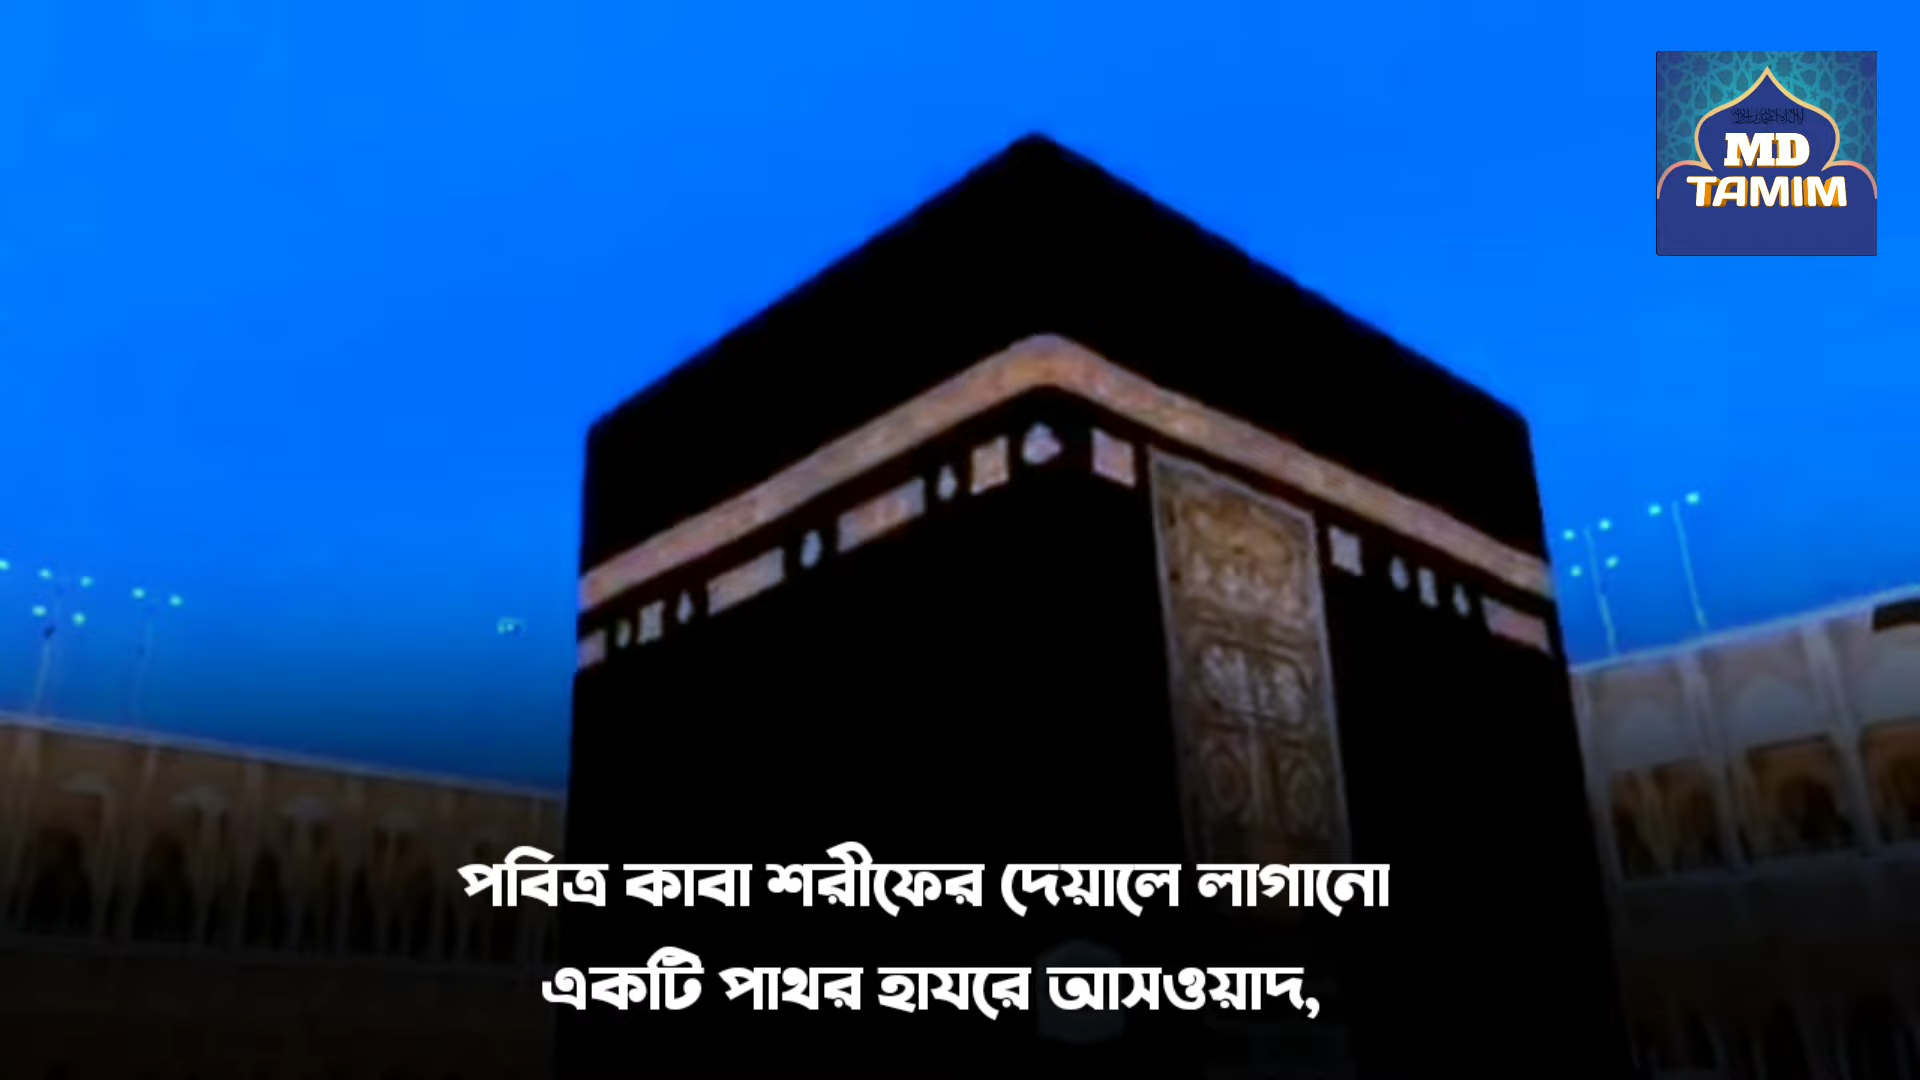 MD
TAMIM
পবিত্র কাবা শরীফের দেয়ালে লাগানো
একটি পাথর হাযরে আসওয়াদ,